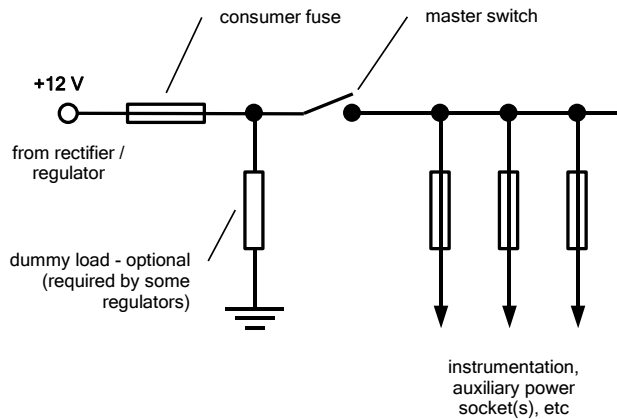 consumer fuse
master switch
+12 V
from rectifier /
regulator
dummy load - optional
(required by some
regulators)
instrumentation,
auxiliary power
socket(s), etc